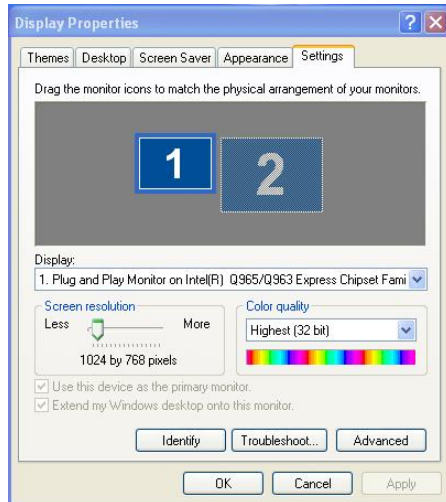 Display Properties
Themes Desktop Screen Saver Appearance Settings
Drag the monitor icons to match the physical arrangement of your monitors.
1 2
Display:
1. Plug and Play Monitor on Intel(R) Q965/Q963 Express Chipset Fami
Screen resolution Color quality
Less More Highest (32 bit)
1024 by 768 pixels
Use this device as the primary monitor.
Extend my Windows desktop onto this monitor.
Identify Troubleshoot... Advanced
OK Cancel Apply